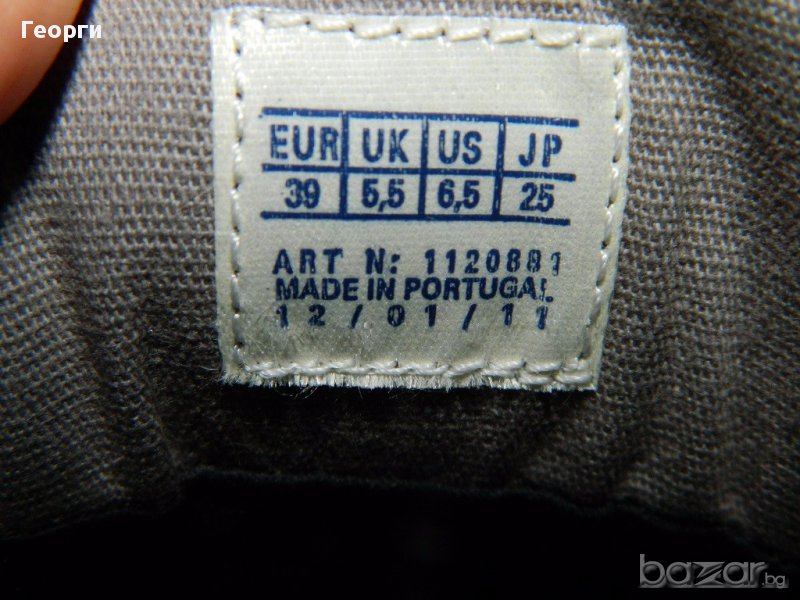 Георги
EUR UK US JP
39 5,5 6,5 25
ART N: 1120881
MADE IN PORTUGAL
12/01/11
bazar.bg